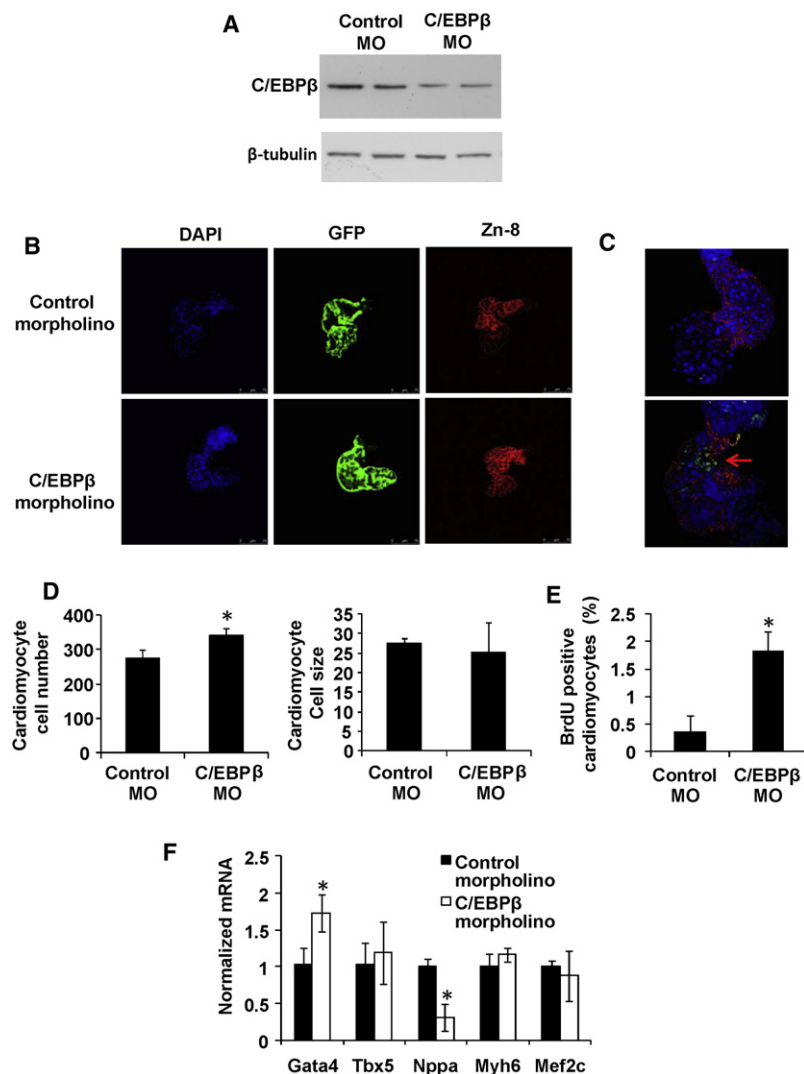 A
Control MO
C/EBPβ MO
C/EBPβ
β-tubulin
B
DAPI
GFP
Zn-8
C
Control morpholino
C/EBPβ morpholino
D
Cardiomyocyte cell number
400
300
200
100
0
*
Control MO
C/EBPβ MO
Cardiomyocyte Cell size
35
30
25
20
15
10
5
0
Control MO
C/EBPβ MO
E
BrdU positive cardiomyocytes (%)
2.5
2
1.5
1
0.5
0
*
Control MO
C/EBPβ MO
F
Normalized mRNA
2.5
2
1.5
1
0.5
0
Control morpholino
C/EBPβ morpholino
*
*
Gata4 Tbx5 Nppa Myh6 Mef2c